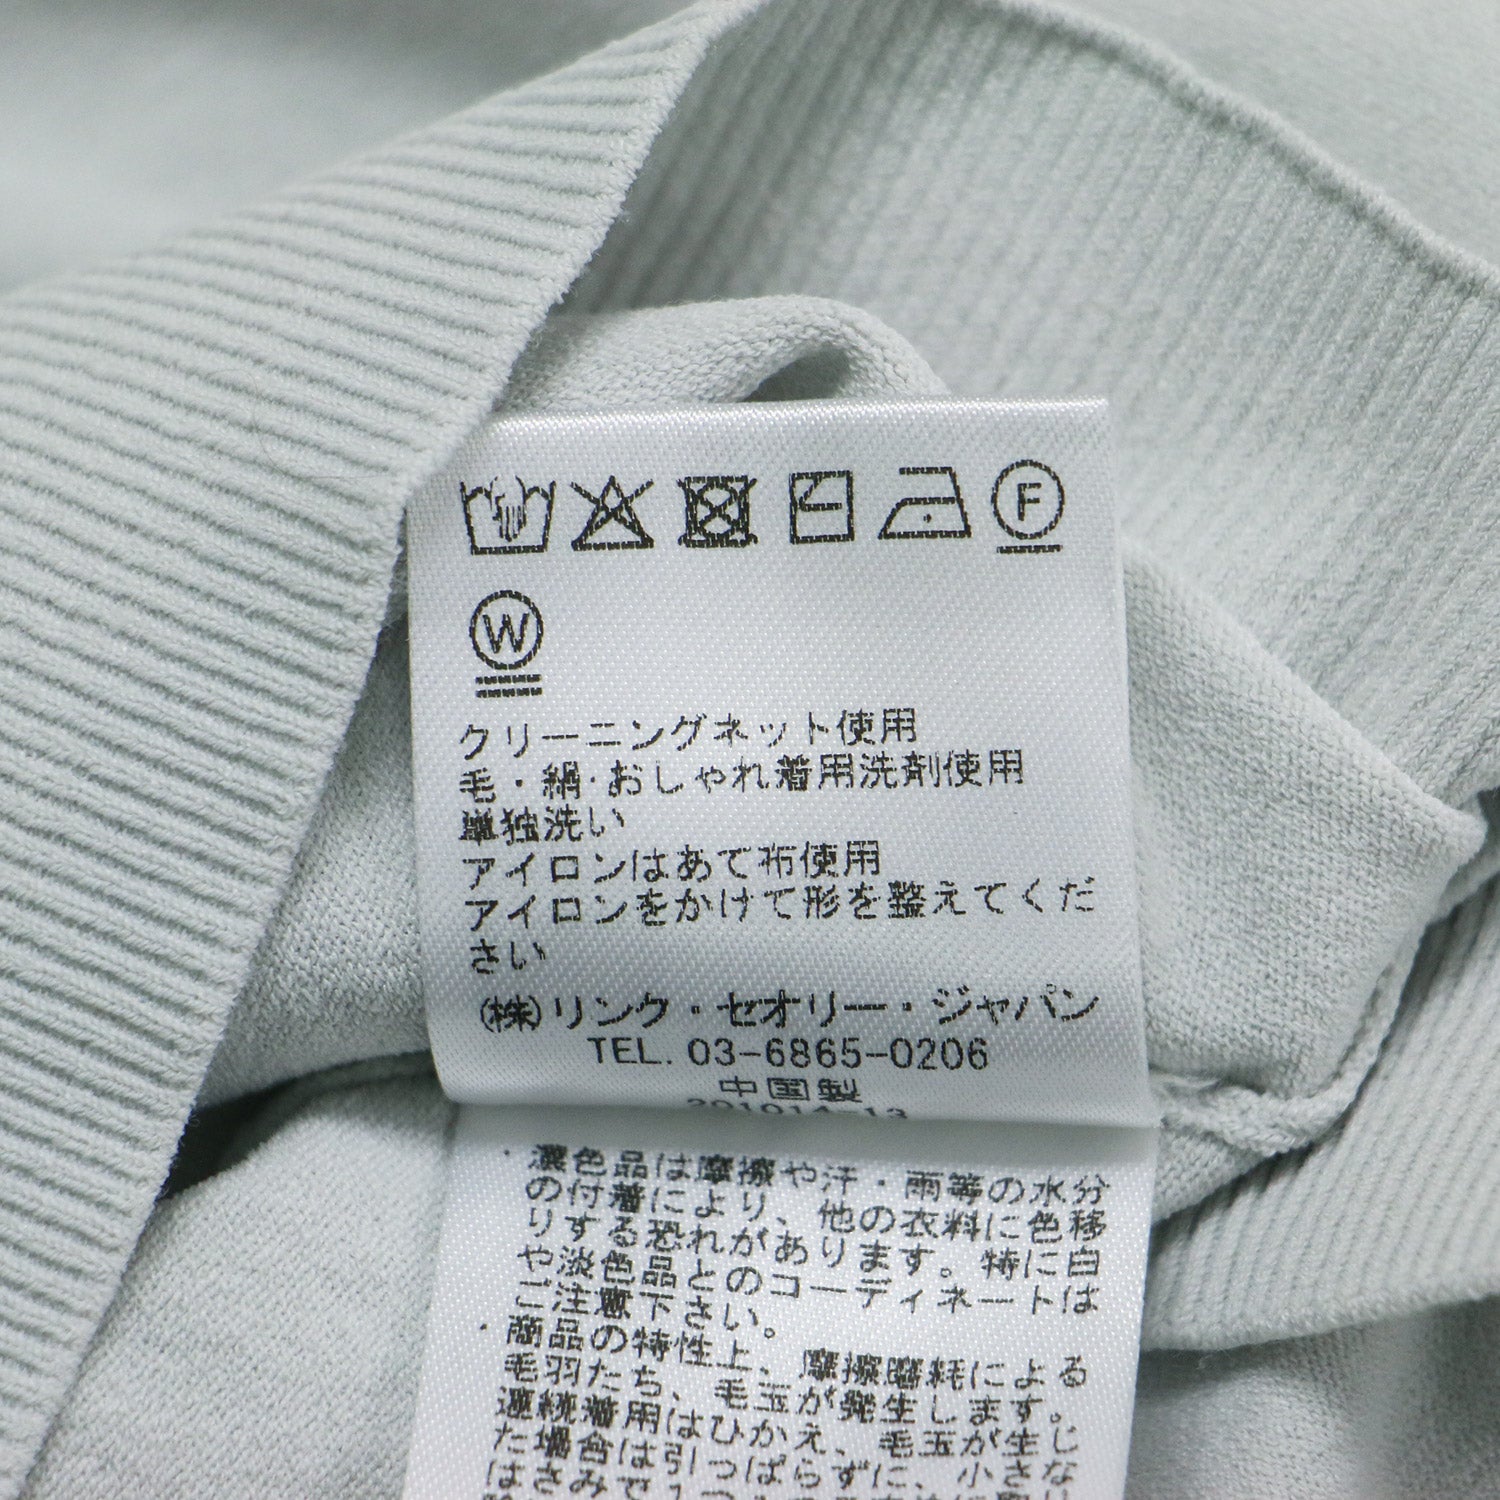 F
W
クリーニングネット使用
毛・絹・おしゃれ着用洗剤使用
単独洗い
アイロンはあて布使用
アイロンをかけて形を整えてくだ
さい
(株)リンク・セオリー・ジャパン
TEL. 03-6865-0206
中国製
・濃色品は摩擦や汗・雨等の水分
の付着により、他の衣料に色移
りする恐れがあります。特に白
や淡色品とのコーディネートは
ご注意下さい。
・商品の特性上、摩擦磨耗による
毛羽たち、毛玉が発生します。
連続着用はひかえ、毛玉が生じ
た場合は引っぱらずに、小さな
はさみで